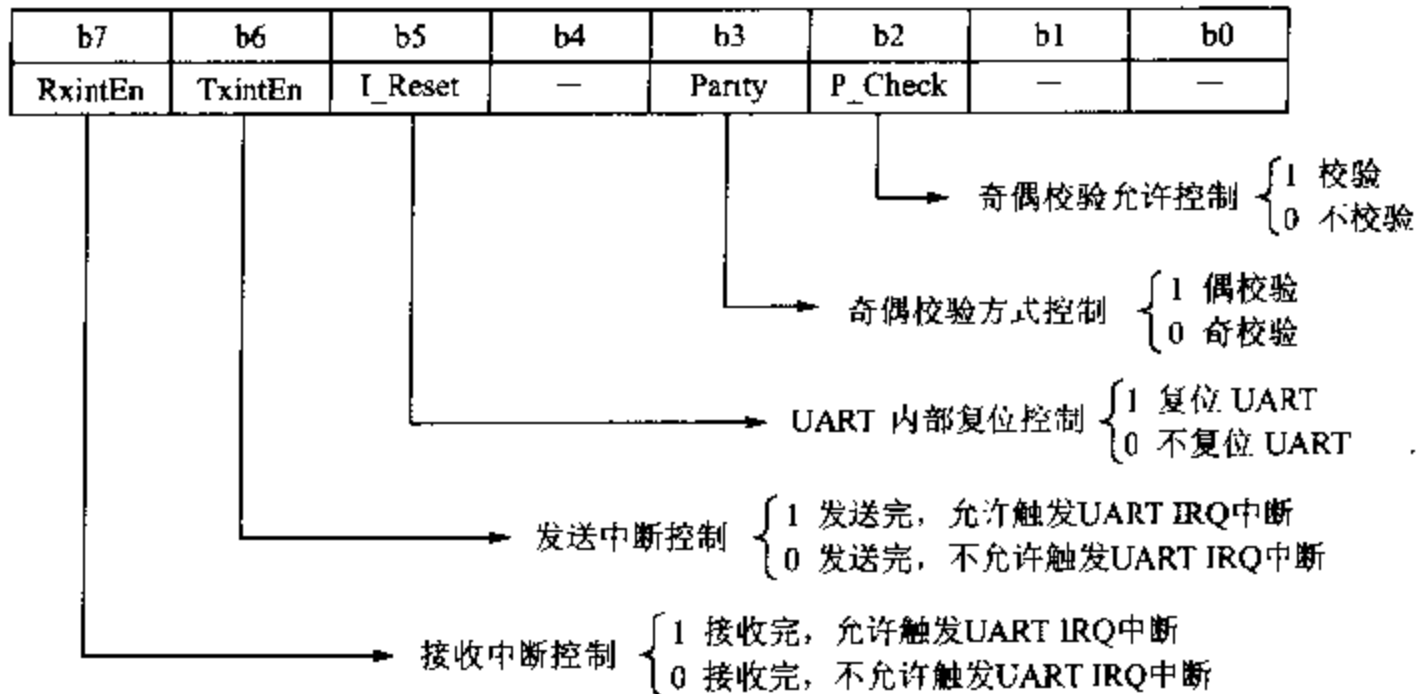 b7 b6 b5 b4 b3 b2 b1 b0
RxintEn TxintEn I_Reset — Parity P_Check — —
奇偶校验允许控制 { 1 校验
0 不校验
奇偶校验方式控制 { 1 偶校验
0 奇校验
UART 内部复位控制 { 1 复位 UART
0 不复位 UART
发送中断控制 { 1 发送完，允许触发UART IRQ中断
0 发送完，不允许触发UART IRQ中断
接收中断控制 { 1 接收完，允许触发UART IRQ中断
0 接收完，不允许触发UART IRQ中断